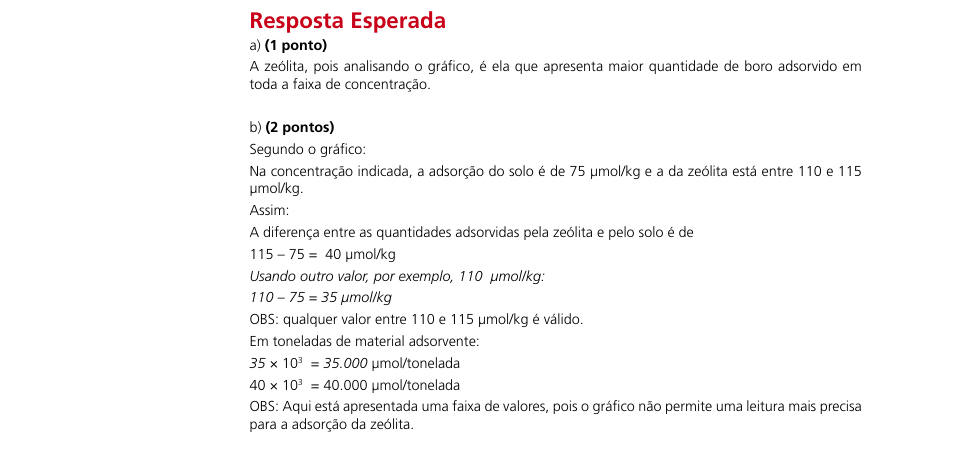 Resposta Esperada
a) (1 ponto)
A zeólita, pois analisando o gráfico, é ela que apresenta maior quantidade de boro adsorvido em
toda a faixa de concentração.
b) (2 pontos)
Segundo o gráfico:
Na concentração indicada, a adsorção do solo é de 75 µmol/kg e a da zeólita está entre 110 e 115
µmol/kg.
Assim:
A diferença entre as quantidades adsorvidas pela zeólita e pelo solo é de
115 – 75 = 40 µmol/kg
Usando outro valor, por exemplo, 110 µmol/kg:
110 – 75 = 35 µmol/kg
OBS: qualquer valor entre 110 e 115 µmol/kg é válido.
Em toneladas de material adsorvente:
35 × 10³ = 35.000 µmol/tonelada
40 × 10³ = 40.000 µmol/tonelada
OBS: Aqui está apresentada uma faixa de valores, pois o gráfico não permite uma leitura mais precisa
para a adsorção da zeólita.